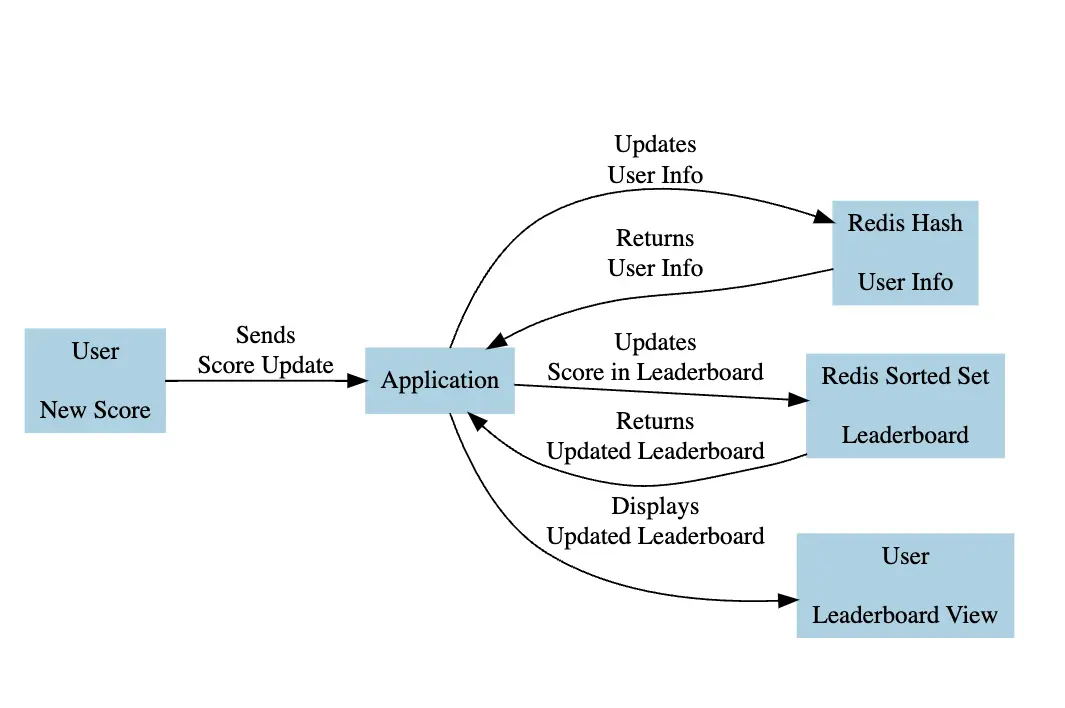 User
New Score
Sends
Score Update
Application
Updates
User Info
Returns
User Info
Redis Hash
User Info
Updates
Score in Leaderboard
Returns
Updated Leaderboard
Redis Sorted Set
Leaderboard
Displays
Updated Leaderboard
User
Leaderboard View